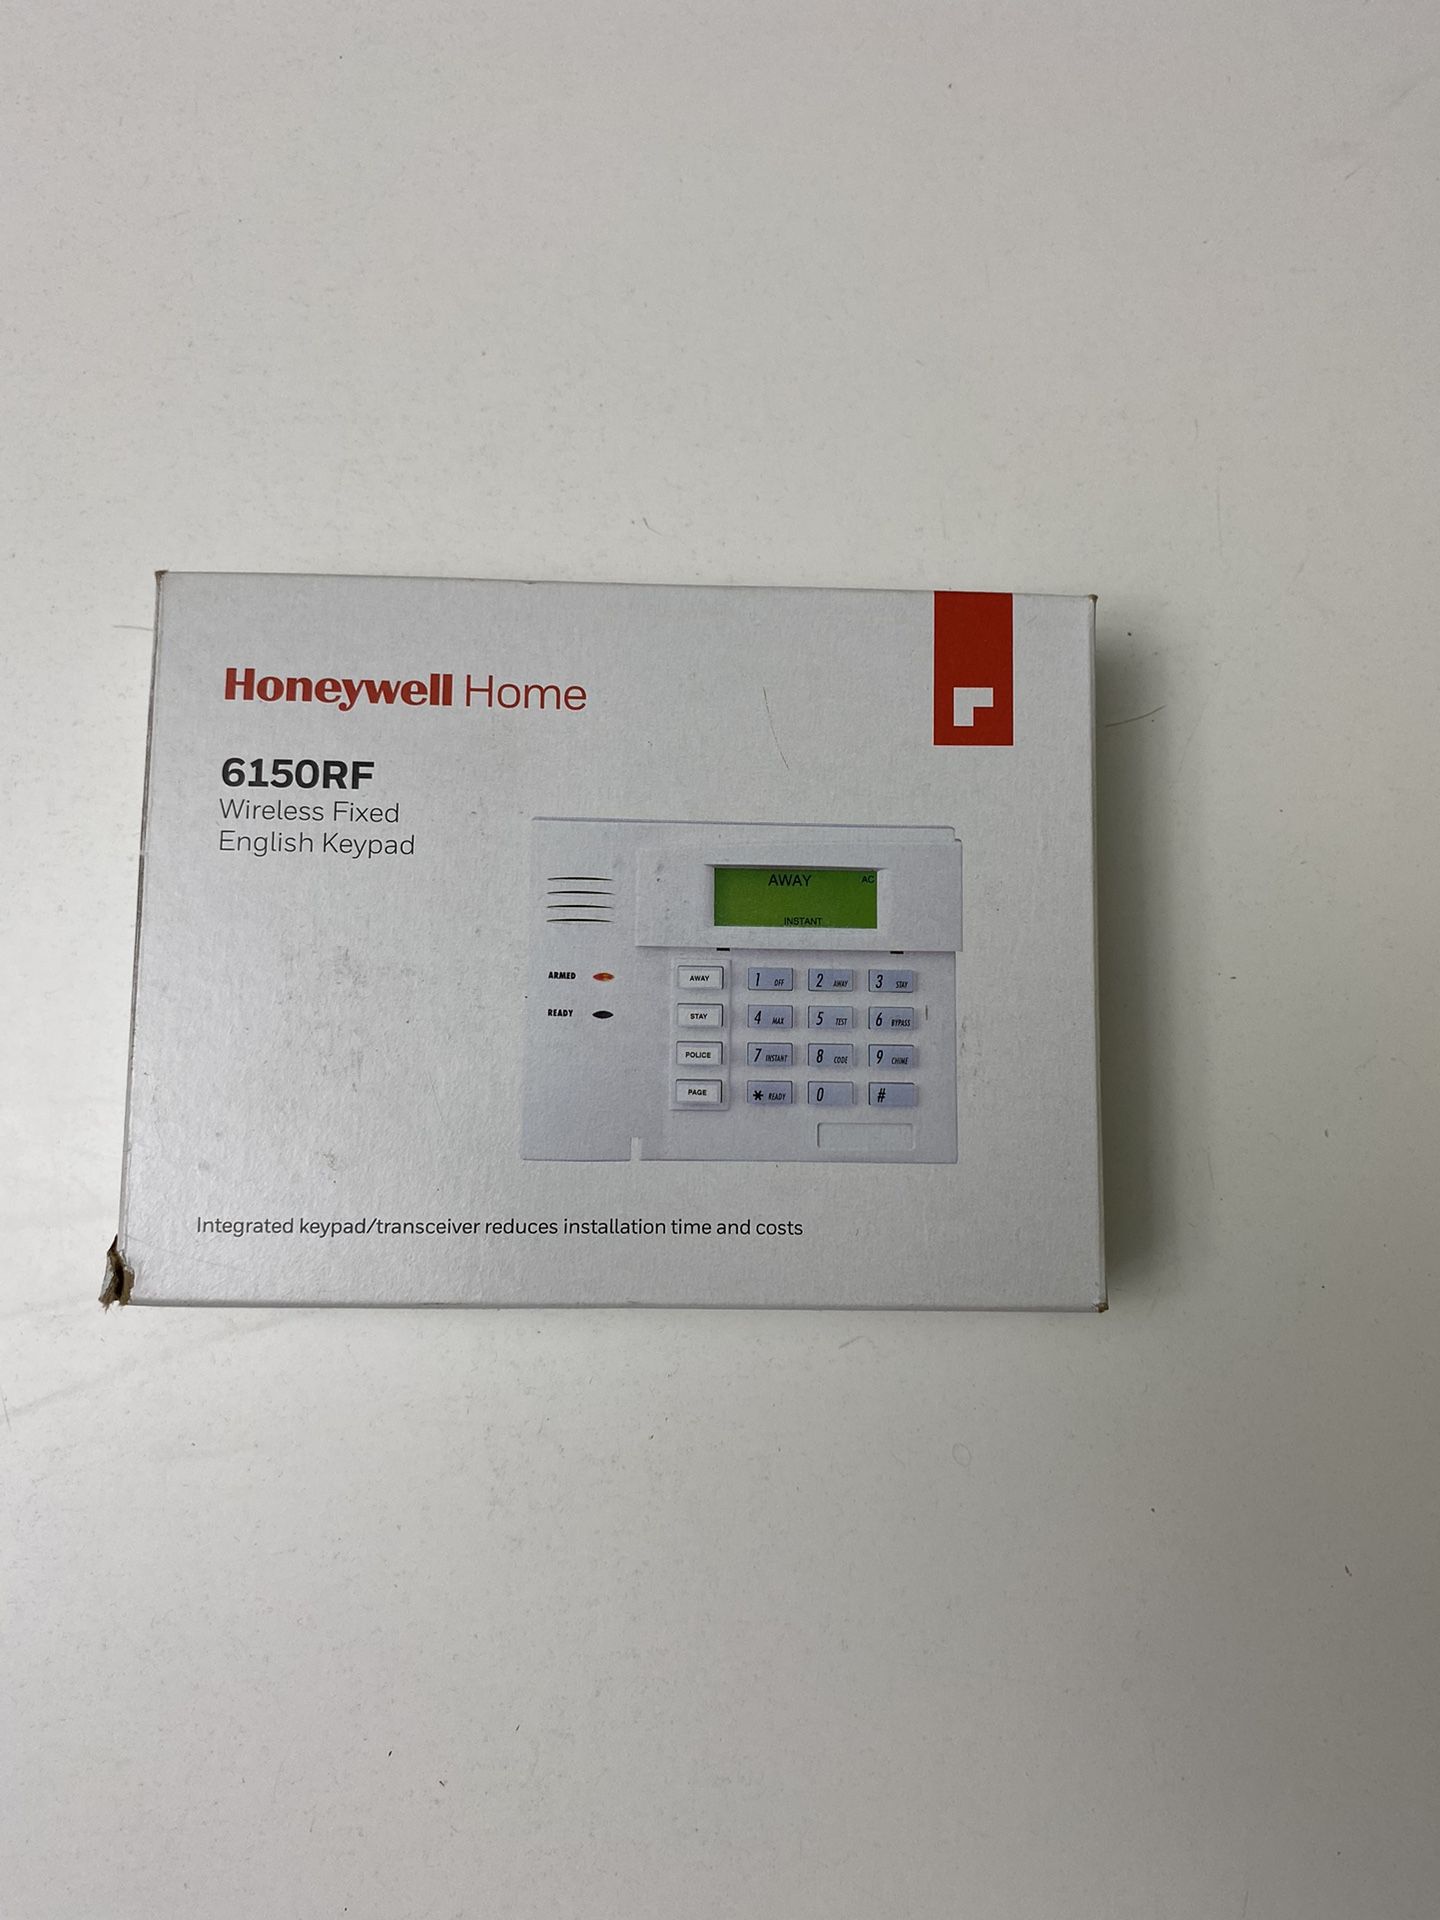 Honeywell Home
6150RF
Wireless Fixed
English Keypad
AWAY AC
INSTANT
ARMED
READY
AWAY 1 OFF 2 AWAY 3 STAY
STAY 4 MAX 5 TEST 6 BYPASS
POLICE 7 INSTANT 8 CODE 9 CHIME
PAGE * READY 0 #
Integrated keypad/transceiver reduces installation time and costs